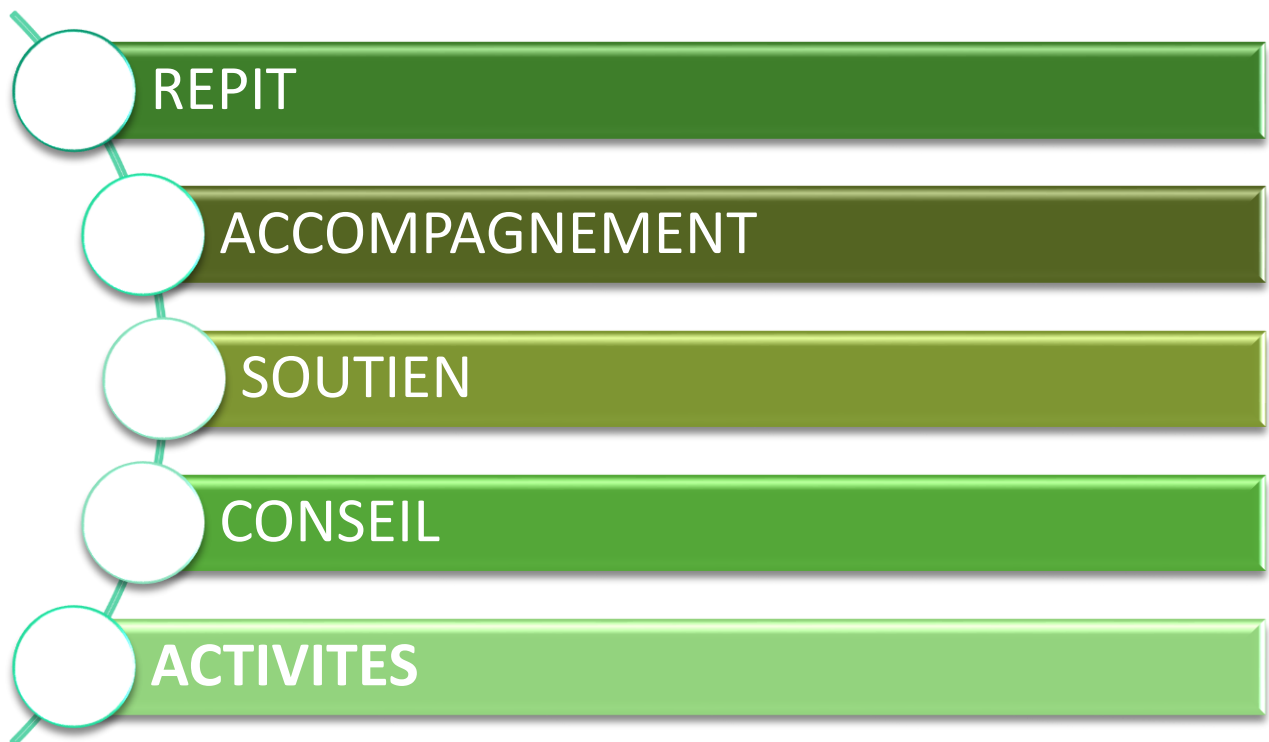 REPIT
ACCOMPAGNEMENT
SOUTIEN
CONSEIL
ACTIVITES